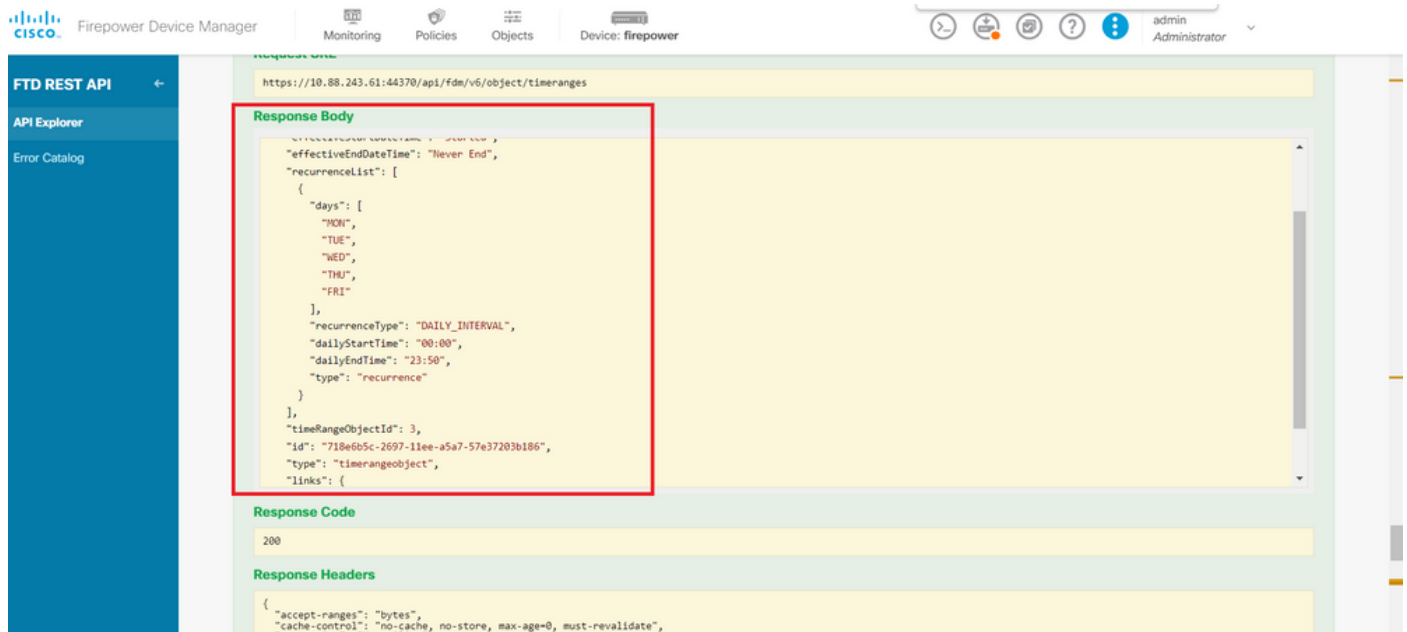 CISCO
Firepower Device Manager
Monitoring
Policies
Objects
Device: firepower
admin
Administrator
FTD REST API
API Explorer
Error Catalog
Request URL
https://10.88.243.61:44370/api/fdm/v6/object/timeranges
Response Body
"effectiveStartDateTime": "Started",
"effectiveEndDateTime": "Never End",
"recurrenceList": [
{
"days": [
"MON",
"TUE",
"WED",
"THU",
"FRI"
],
"recurrenceType": "DAILY_INTERVAL",
"dailyStartTime": "00:00",
"dailyEndTime": "23:50",
"type": "recurrence"
}
],
"timeRangeObjectId": 3,
"id": "718e6b5c-2697-11ee-a5a7-57e37203b186",
"type": "timerangeobject",
"links": {
Response Code
200
Response Headers
{
"accept-ranges": "bytes",
"cache-control": "no-cache, no-store, max-age=0, must-revalidate",